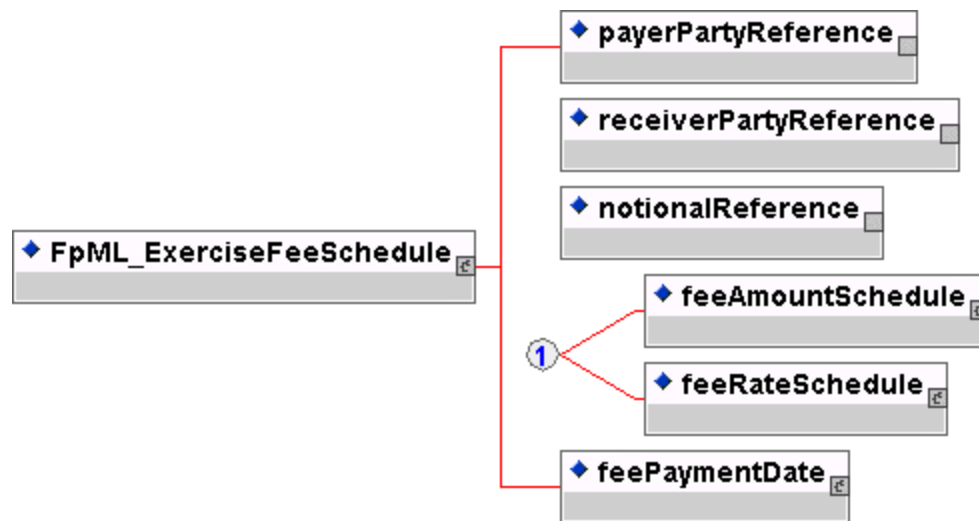 payerPartyReference
receiverPartyReference
notionalReference
FpML_ExerciseFeeSchedule
feeAmountSchedule
1
feeRateSchedule
feePaymentDate